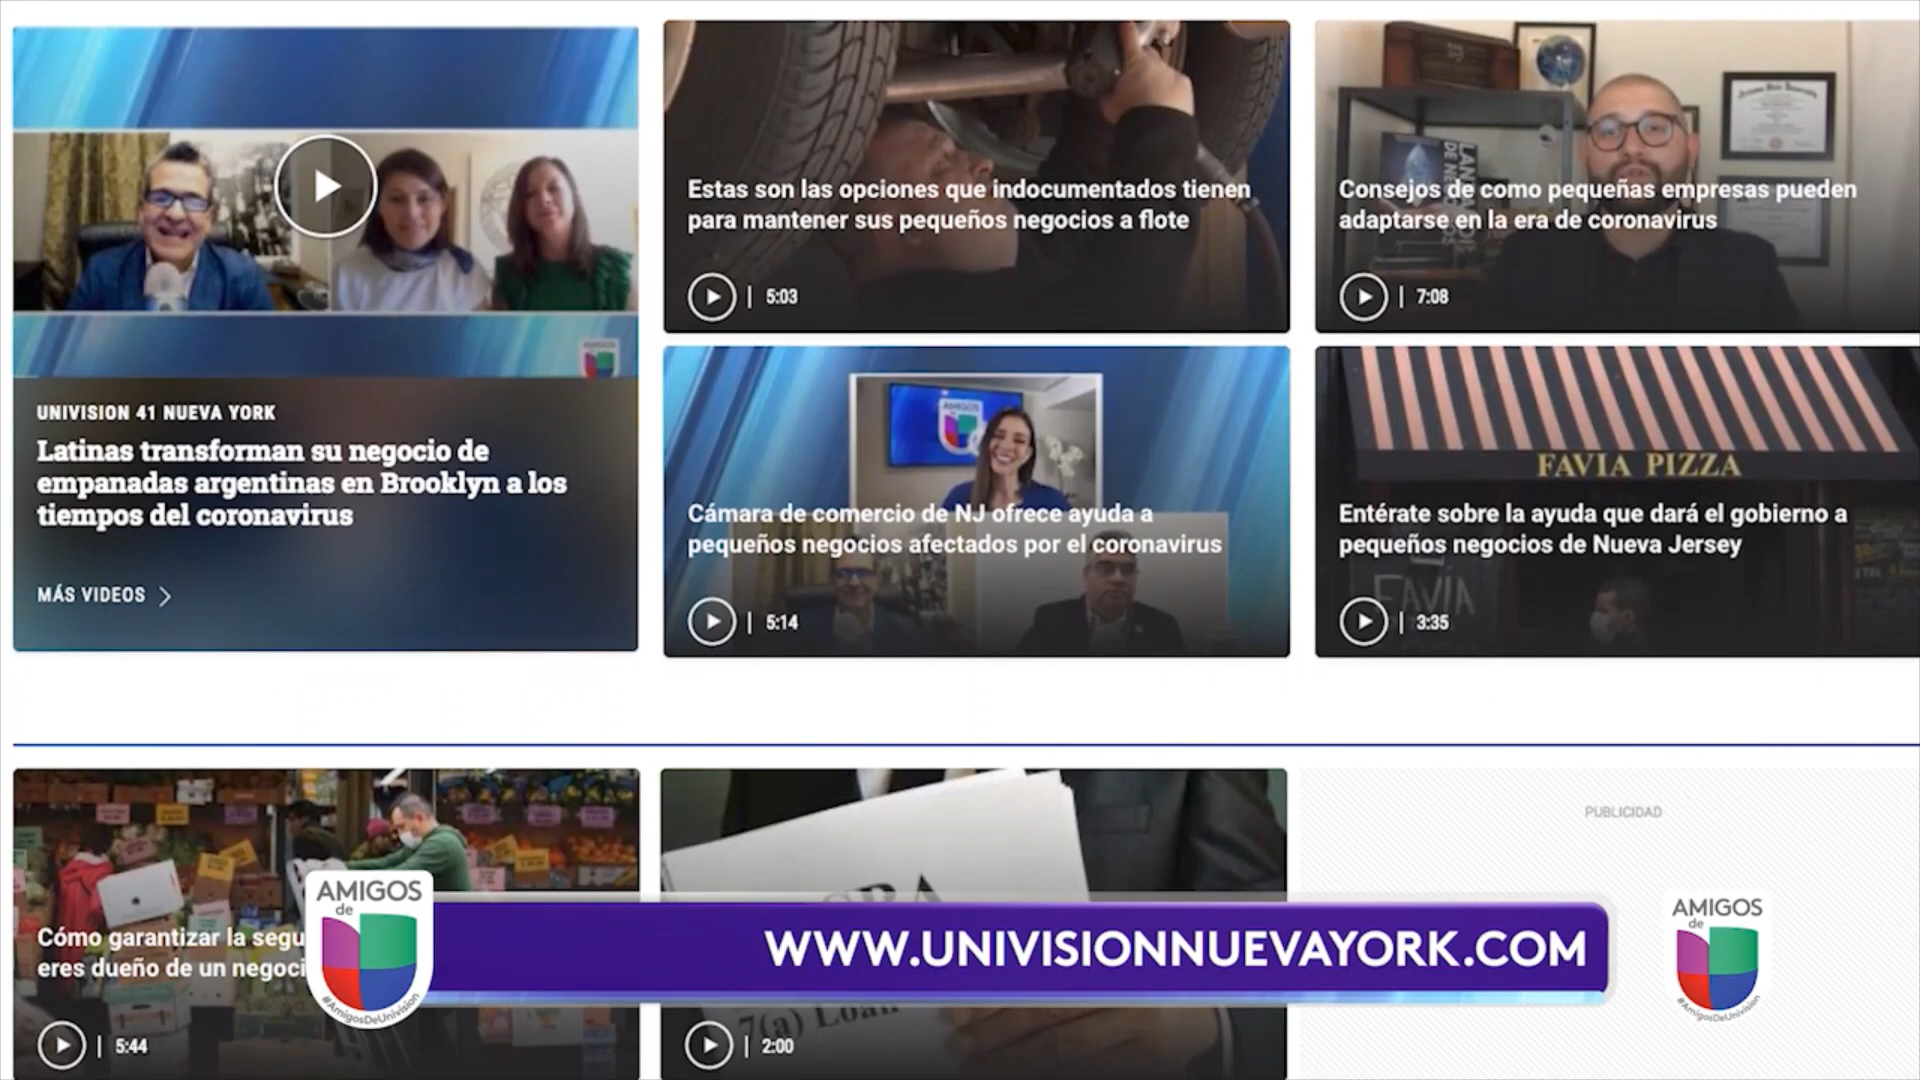 UNIVISION 41 NUEVA YORK
Latinas transforman su negocio de
empanadas argentinas en Brooklyn a los
tiempos del coronavirus
MÁS VIDEOS
Estas son las opciones que indocumentados tienen
para mantener sus pequeños negocios a flote
5:03
Consejos de como pequeñas empresas pueden
adaptarse en la era de coronavirus
7:08
AMIGOS
Cámara de comercio de NJ ofrece ayuda a
pequeños negocios afectados por el coronavirus
5:14
FAVIA PIZZA
Entérate sobre la ayuda que dará el gobierno a
pequeños negocios de Nueva Jersey
FAVIA
3:35
Cómo garantizar la segu
eres dueño de un negoci
5:44
7(a) Loan
2:00
PUBLICIDAD
AMIGOS
de
#AmigosDeUnivision
WWW.UNIVISIONNUEVAYORK.COM
AMIGOS
de
#AmigosDeUnivision